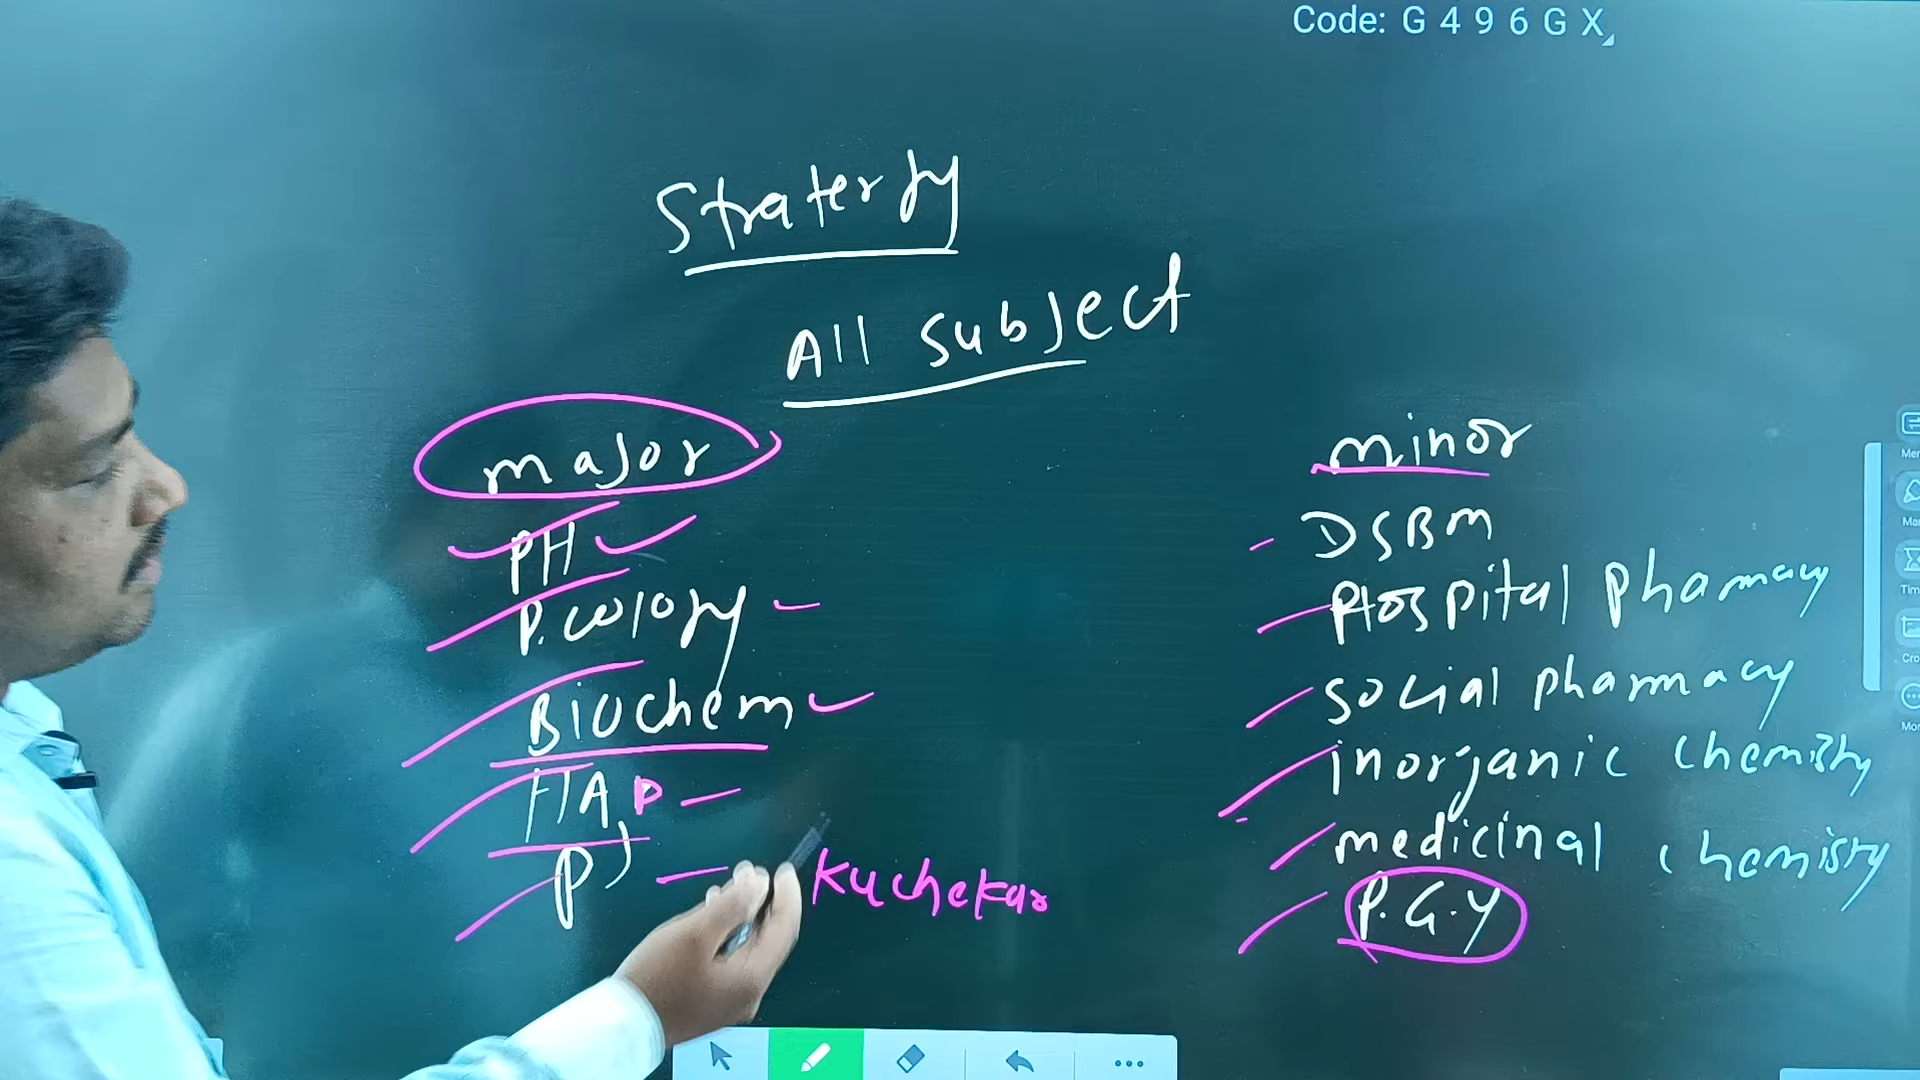 Code: G 4 9 6 G X
Straterjy
All subject
major
PH
P.cology
Biochem
HAP
PJ
Kuchekar
minor
DSBM
Hospital pharmacy
social pharmacy
inorganic chemistry
medicinal chemistry
P.G.Y